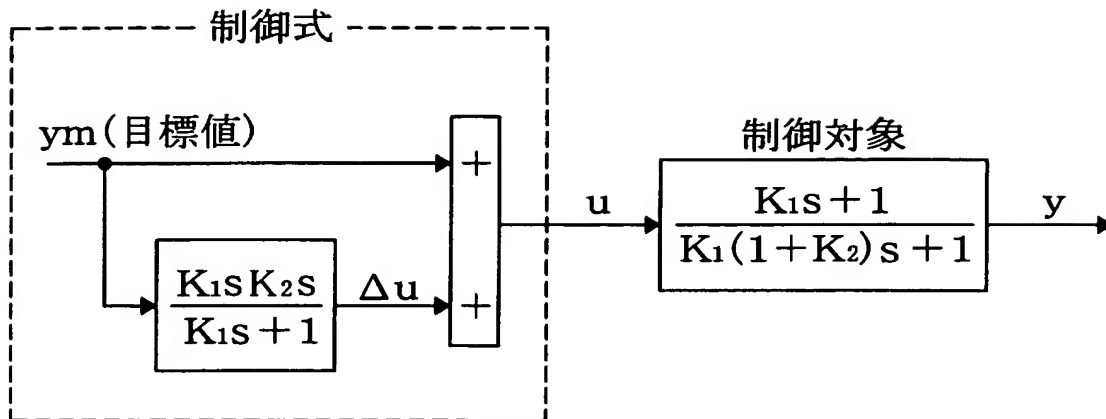 制御式
ym(目標値)
制御対象
K₁s+1
K₁(1+K₂)s+1
u
y
K₁sK₂s
K₁s+1
Δu
+
+